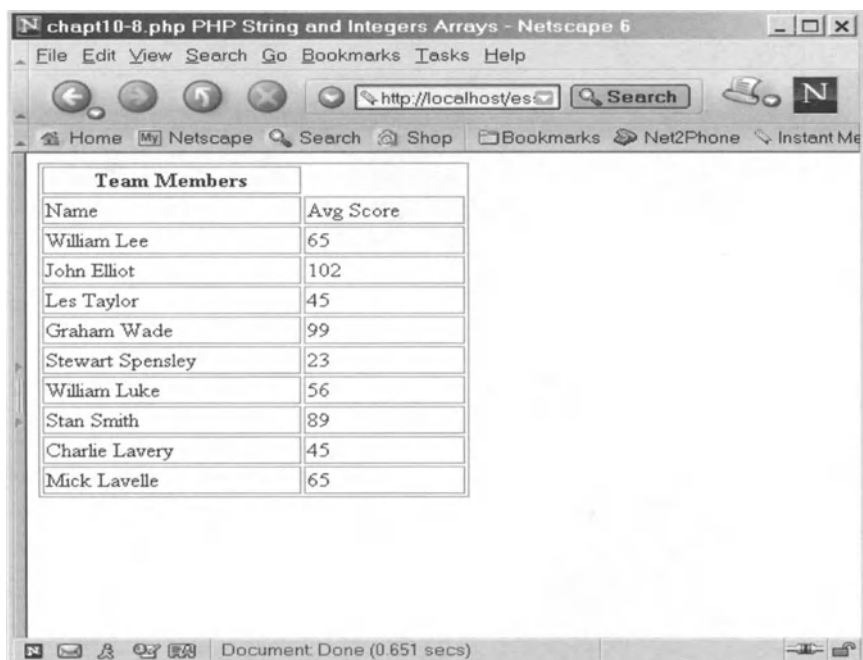 N chapt10-8.php PHP String and Integers Arrays - Netscape 6
File Edit View Search Go Bookmarks Tasks Help
http://localhost/es Search N
Home My Netscape Search Shop Bookmarks Net2Phone Instant Me
Team Members
Name Avg Score
William Lee 65
John Elliot 102
Les Taylor 45
Graham Wade 99
Stewart Spensley 23
William Luke 56
Stan Smith 89
Charlie Lavery 45
Mick Lavelle 65
N Document: Done (0.651 secs)